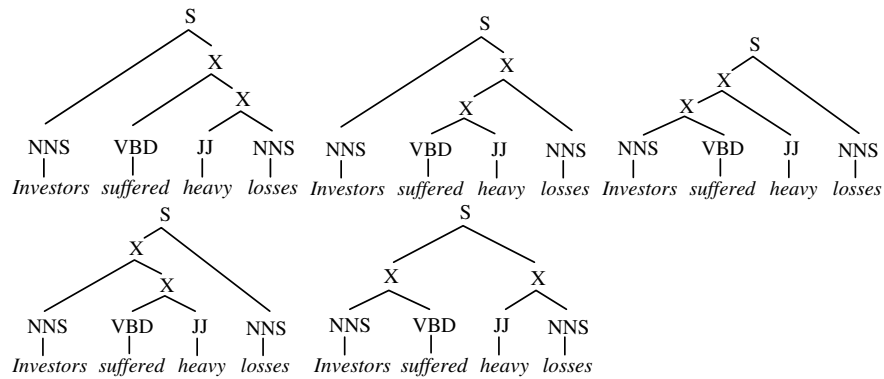 S S S
X X X
X X X
NNS VBD JJ NNS NNS VBD JJ NNS NNS VBD JJ NNS
Investors suffered heavy losses Investors suffered heavy losses Investors suffered heavy losses
S S
X X X
X
NNS VBD JJ NNS NNS VBD JJ NNS
Investors suffered heavy losses Investors suffered heavy losses